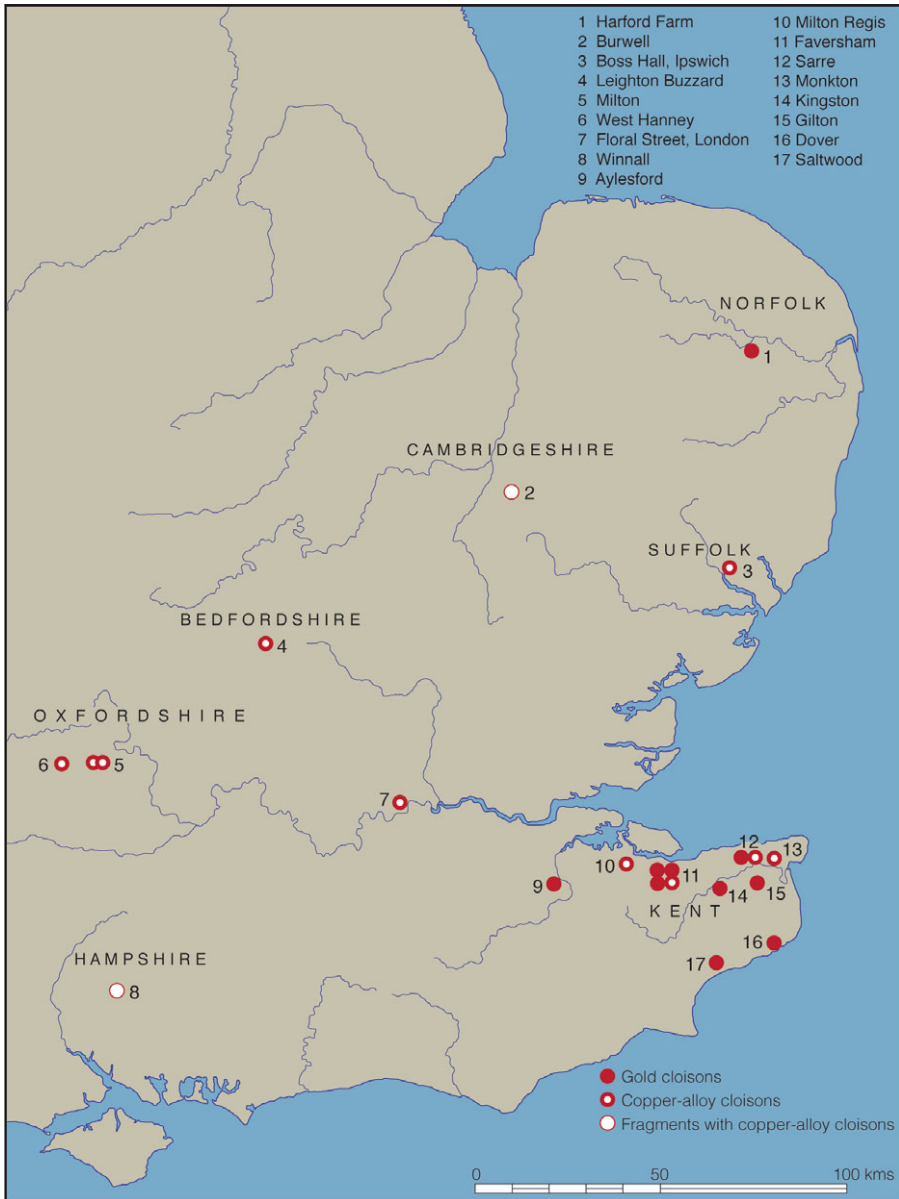 1 Harford Farm
2 Burwell
3 Boss Hall, Ipswich
4 Leighton Buzzard
5 Milton
6 West Hanney
7 Floral Street, London
8 Winnall
9 Aylesford
10 Milton Regis
11 Faversham
12 Sarre
13 Monkton
14 Kingston
15 Gilton
16 Dover
17 Saltwood
NORFOLK
1
CAMBRIDGESHIRE
2
SUFFOLK
3
BEDFORDSHIRE
4
OXFORDSHIRE
6 5
7
12 13
10
11
9
14 15
KENT
16
17
HAMPSHIRE
8
Gold cloisons
Copper-alloy cloisons
Fragments with copper-alloy cloisons
0 50 100 kms